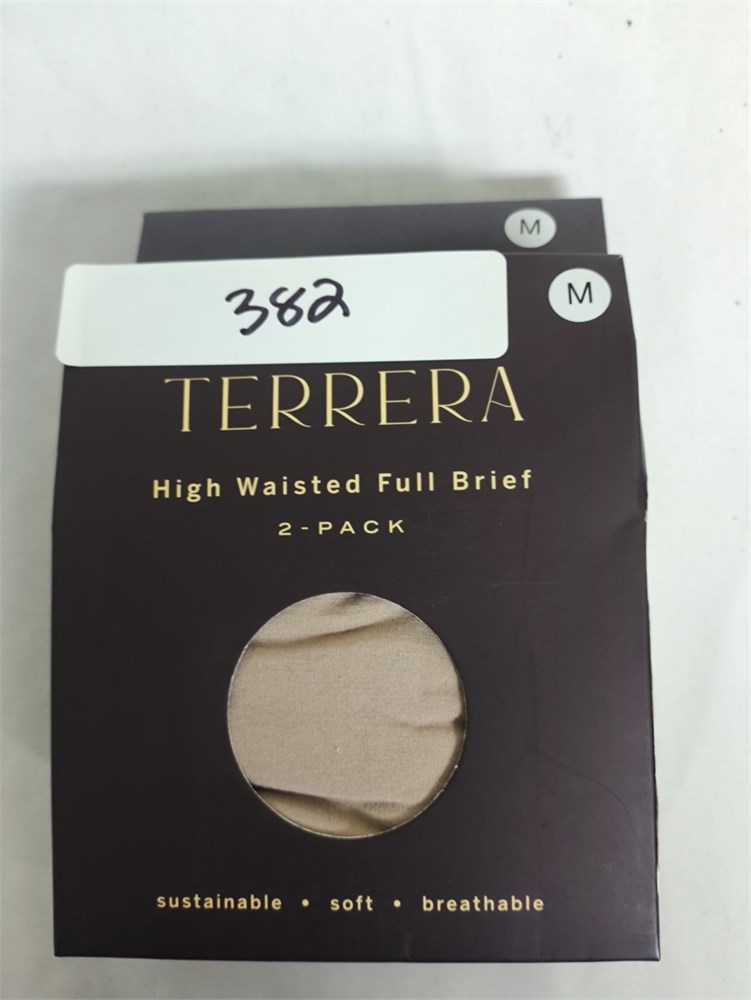 M
M
382
TERRERA
High Waisted Full Brief
2-PACK
sustainable • soft • breathable